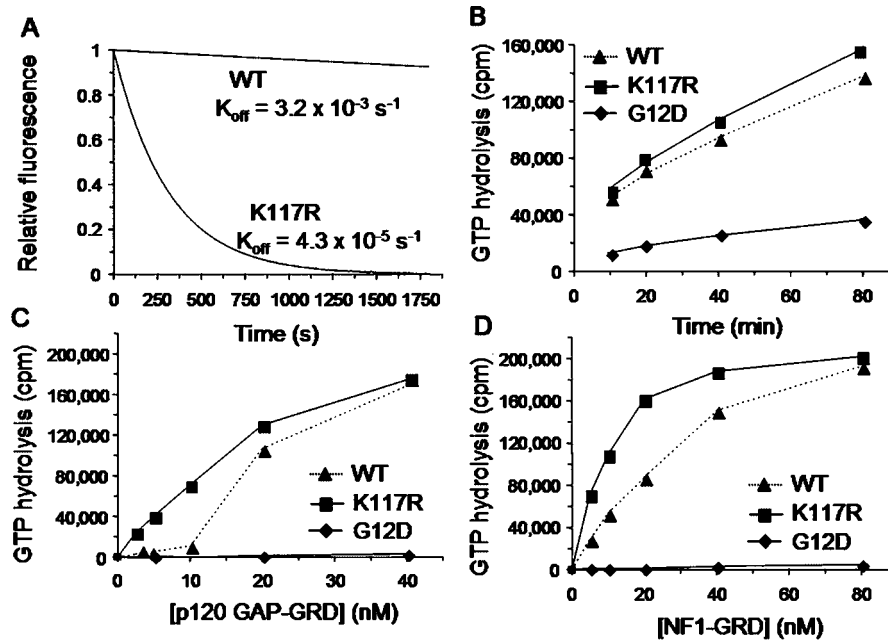 A
Relative fluorescence
1
0.8
0.6
0.4
0.2
0
WT
K_off = 3.2 x 10⁻³ s⁻¹
K117R
K_off = 4.3 x 10⁻⁵ s⁻¹
0 250 500 750 1000 1250 1500 1750
Time (s)
B
GTP hydrolysis (cpm)
160,000
120,000
80,000
40,000
0
WT
K117R
G12D
0 20 40 60 80
Time (min)
C
GTP hydrolysis (cpm)
200,000
160,000
120,000
80,000
40,000
0
WT
K117R
G12D
0 10 20 30 40
[p120 GAP-GRD] (nM)
D
GTP hydrolysis (cpm)
200,000
160,000
120,000
80,000
40,000
0
WT
K117R
G12D
0 20 40 60 80
[NF1-GRD] (nM)